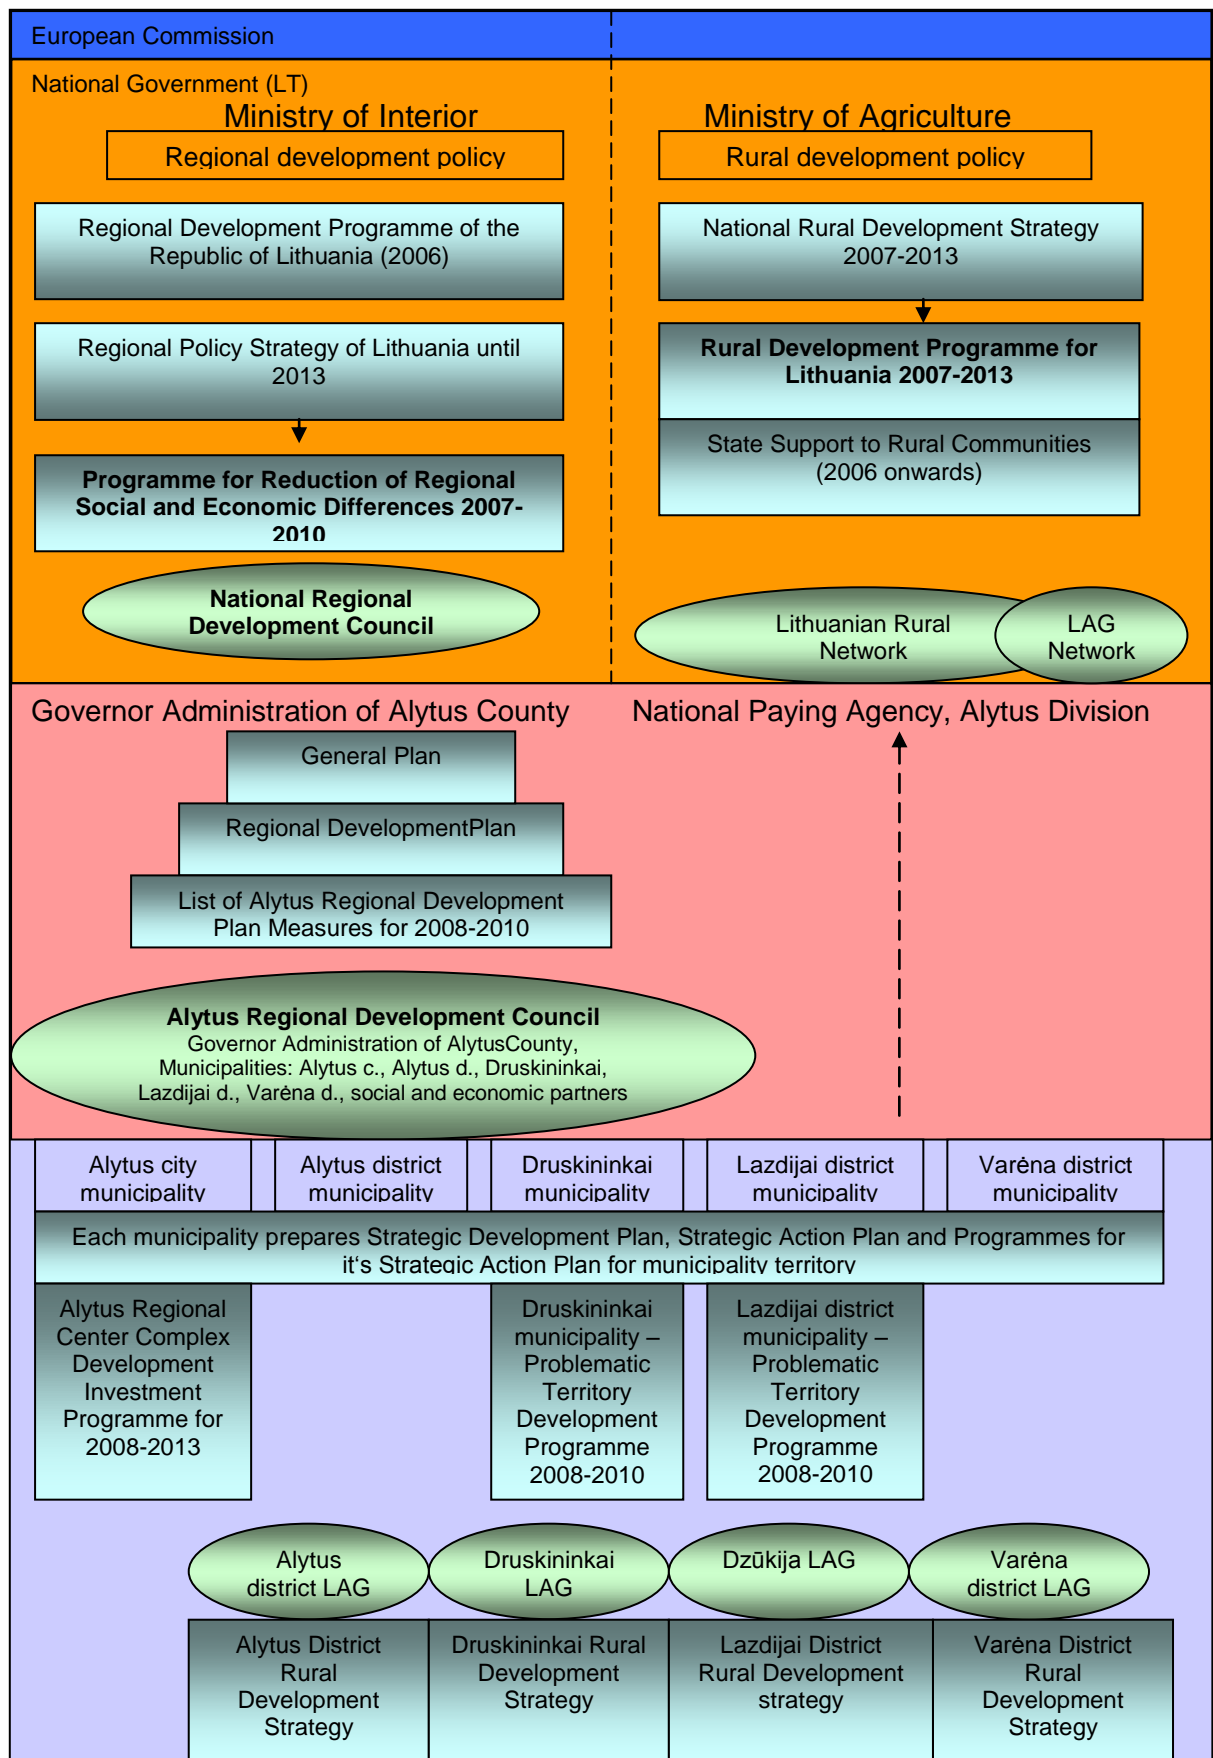 European Commission
National Government (LT)
Ministry of Interior
Regional development policy
Regional Development Programme of the
Republic of Lithuania (2006)
Regional Policy Strategy of Lithuania until
2013
Programme for Reduction of Regional
Social and Economic Differences 2007-
2010
National Regional
Development Council
Ministry of Agriculture
Rural development policy
National Rural Development Strategy
2007-2013
Rural Development Programme for
Lithuania 2007-2013
State Support to Rural Communities
(2006 onwards)
Lithuanian Rural
Network
LAG
Network
Governor Administration of Alytus County
General Plan
Regional DevelopmentPlan
List of Alytus Regional Development
Plan Measures for 2008-2010
Alytus Regional Development Council
Governor Administration of AlytusCounty,
Municipalities: Alytus c., Alytus d., Druskininkai,
Lazdijai d., Varėna d., social and economic partners
National Paying Agency, Alytus Division
Alytus city
municipality
Alytus district
municipality
Druskininkai
municipality
Lazdijai district
municipality
Varėna district
municipality
Each municipality prepares Strategic Development Plan, Strategic Action Plan and Programmes for
it‘s Strategic Action Plan for municipality territory
Alytus Regional
Center Complex
Development
Investment
Programme for
2008-2013
Druskininkai
municipality –
Problematic
Territory
Development
Programme
2008-2010
Lazdijai district
municipality –
Problematic
Territory
Development
Programme
2008-2010
Alytus
district LAG
Druskininkai
LAG
Dzūkija LAG
Varėna
district LAG
Alytus District
Rural
Development
Strategy
Druskininkai Rural
Development
Strategy
Lazdijai District
Rural Development
strategy
Varėna District
Rural
Development
Strategy